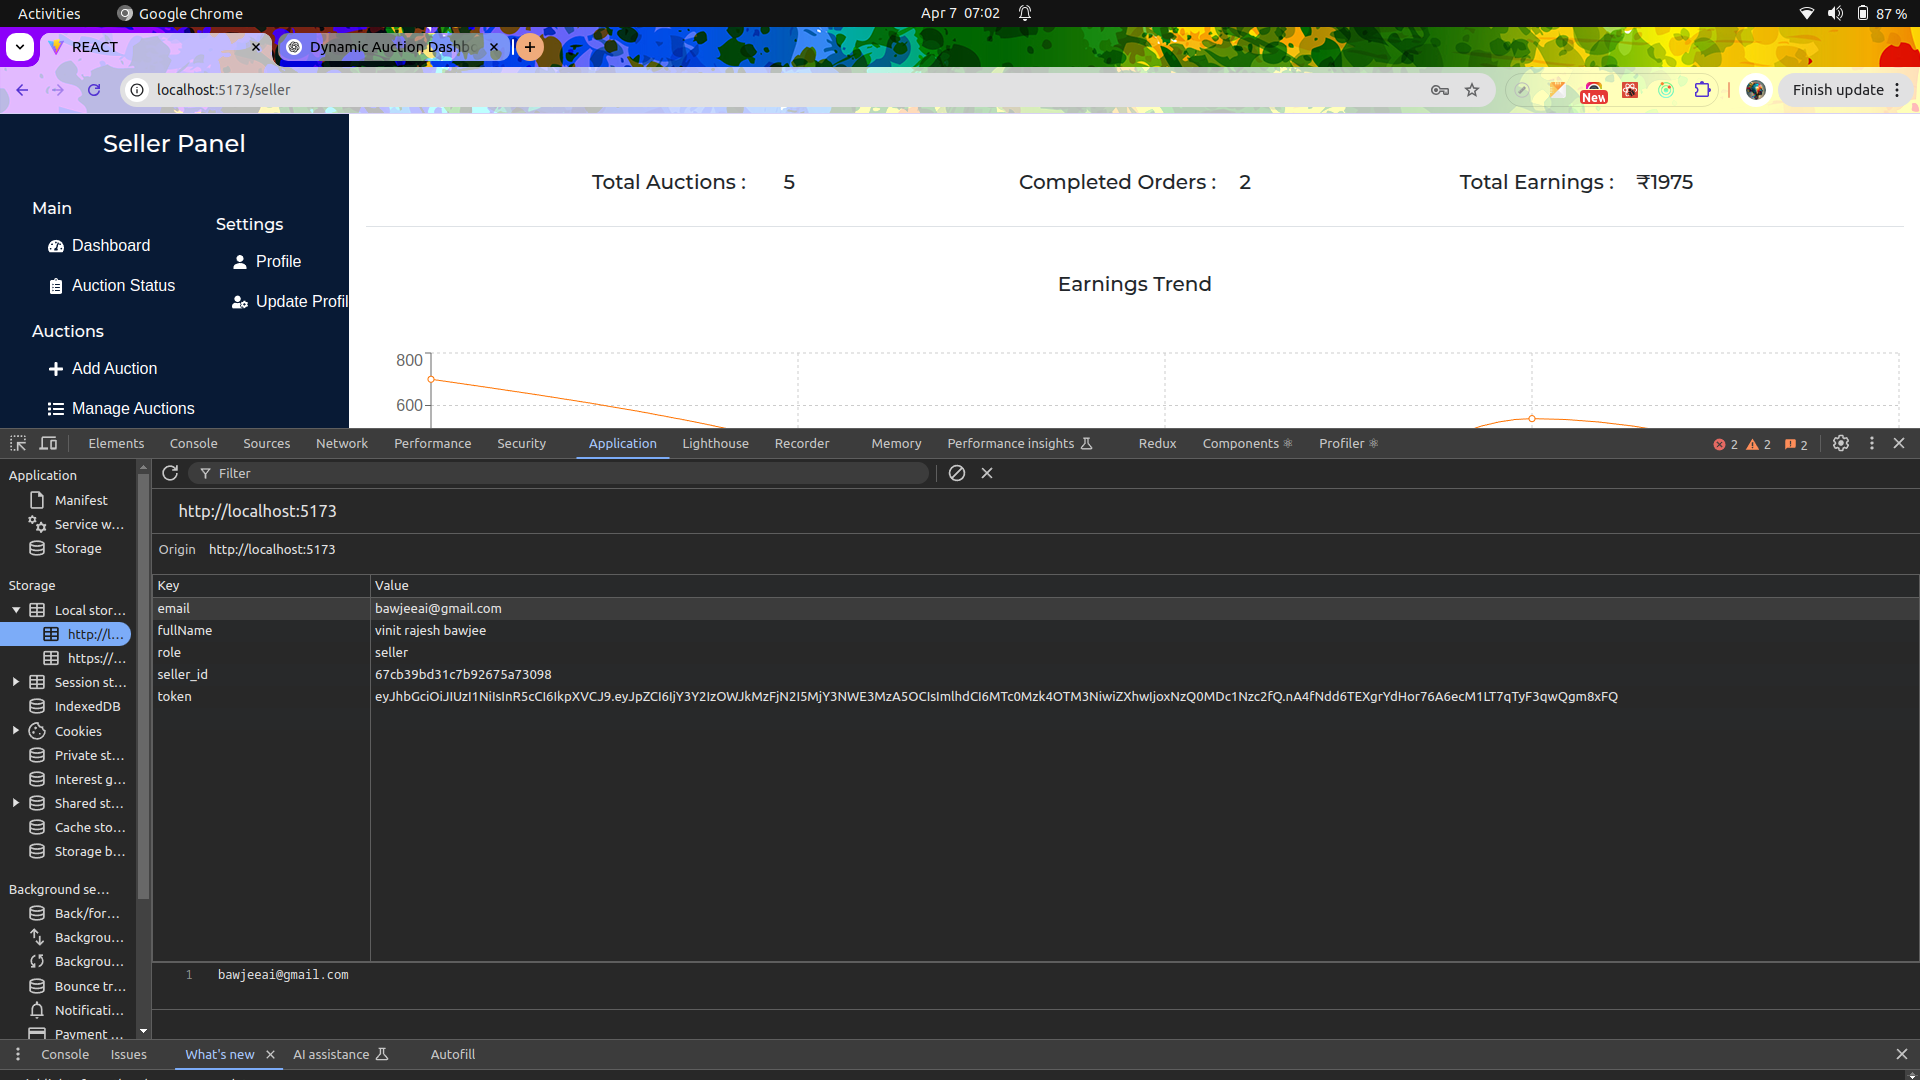 Activities Google Chrome Apr 7 07:02 87 %
REACT Dynamic Auction Dashbo
localhost:5173/seller New Finish update
Seller Panel
Main
Dashboard
Auction Status
Auctions
Add Auction
Manage Auctions
Settings
Profile
Update Profil
Total Auctions : 5 Completed Orders : 2 Total Earnings : ₹1975
Earnings Trend
800
600
Elements Console Sources Network Performance Security Application Lighthouse Recorder Memory Performance insights Redux Components Profiler 2 2 2
Application
Manifest
Service w...
Storage
Storage
Local stor...
http://l...
https://...
Session st...
IndexedDB
Cookies
Private st...
Interest g...
Shared st...
Cache sto...
Storage b...
Background se...
Back/for...
Backgrou...
Backgrou...
Bounce tr...
Notificati...
Payment ...
Filter
http://localhost:5173
Origin http://localhost:5173
Key Value
email bawjeeai@gmail.com
fullName vinit rajesh bawjee
role seller
seller_id 67cb39bd31c7b92675a73098
token eyJhbGciOiJIUzI1NiIsInR5cCI6IkpXVCJ9.eyJpZCI6IjY3Y2IzOWJkMzFjN2I5MjY3NWE3MzA5OCIsImlhdCI6MTc0Mzk4OTM3NiwiZXhwIjoxNzQ0MDc1Nzc2fQ.nA4fNdd6TEXgrYdHor76A6ecM1LT7qTyF3qwQgm8xFQ
1 bawjeeai@gmail.com
Console Issues What's new AI assistance Autofill